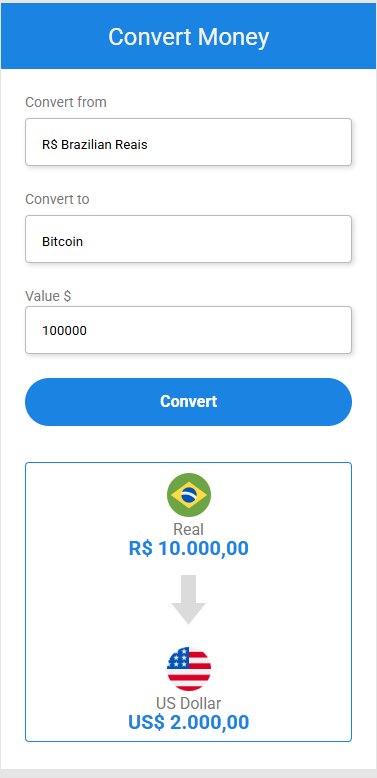 Convert Money
Convert from
R$ Brazilian Reais
Convert to
Bitcoin
Value $
100000
Convert
Real
R$ 10.000,00
US Dollar
US$ 2.000,00